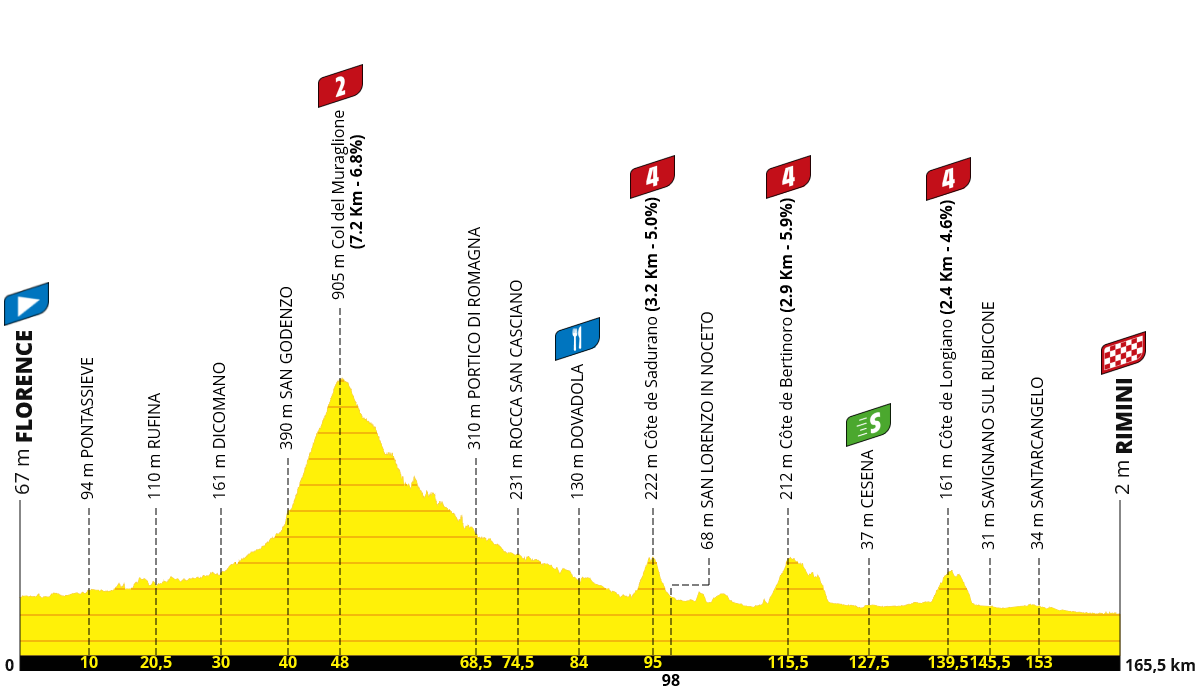 67 m FLORENCE
94 m PONTASSIEVE
110 m RUFINA
161 m DICOMANO
390 m SAN GODENZO
2
905 m Col del Muraglione
(7.2 Km - 6.8%)
310 m PORTICO DI ROMAGNA
231 m ROCCA SAN CASCIANO
130 m DOVADOLA
4
222 m Côte de Sadurano (3.2 Km - 5.0%)
68 m SAN LORENZO IN NOCETO
4
212 m Côte de Bertinoro (2.9 Km - 5.9%)
S
37 m CESENA
4
161 m Côte de Longiano (2.4 Km - 4.6%)
31 m SAVIGNANO SUL RUBICONE
34 m SANTARCANGELO
2 m RIMINI
0 10 20,5 30 40 48 68,5 74,5 84 95 115,5 127,5 139,5 145,5 153 165,5 km
98